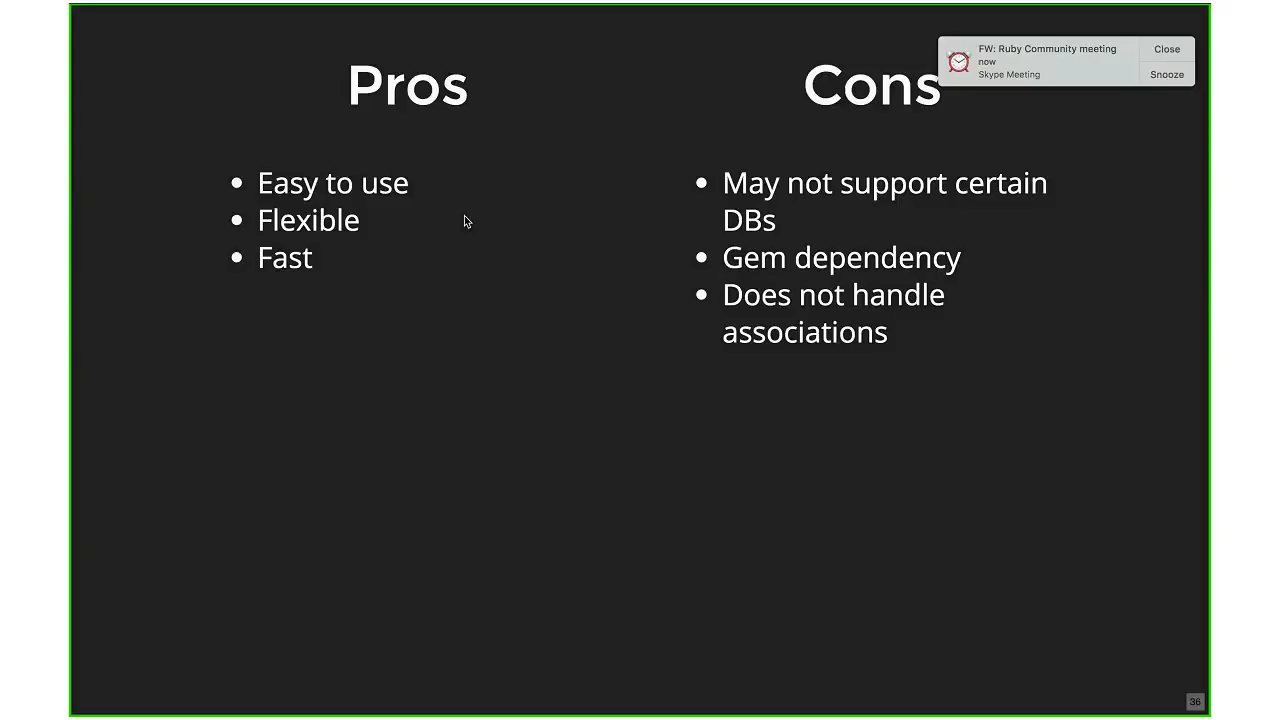 Pros
Easy to use
Flexible
Fast
Cons
May not support certain
DBs
Gem dependency
Does not handle
associations
FW: Ruby Community meeting
now
Skype Meeting
Close
Snooze
36